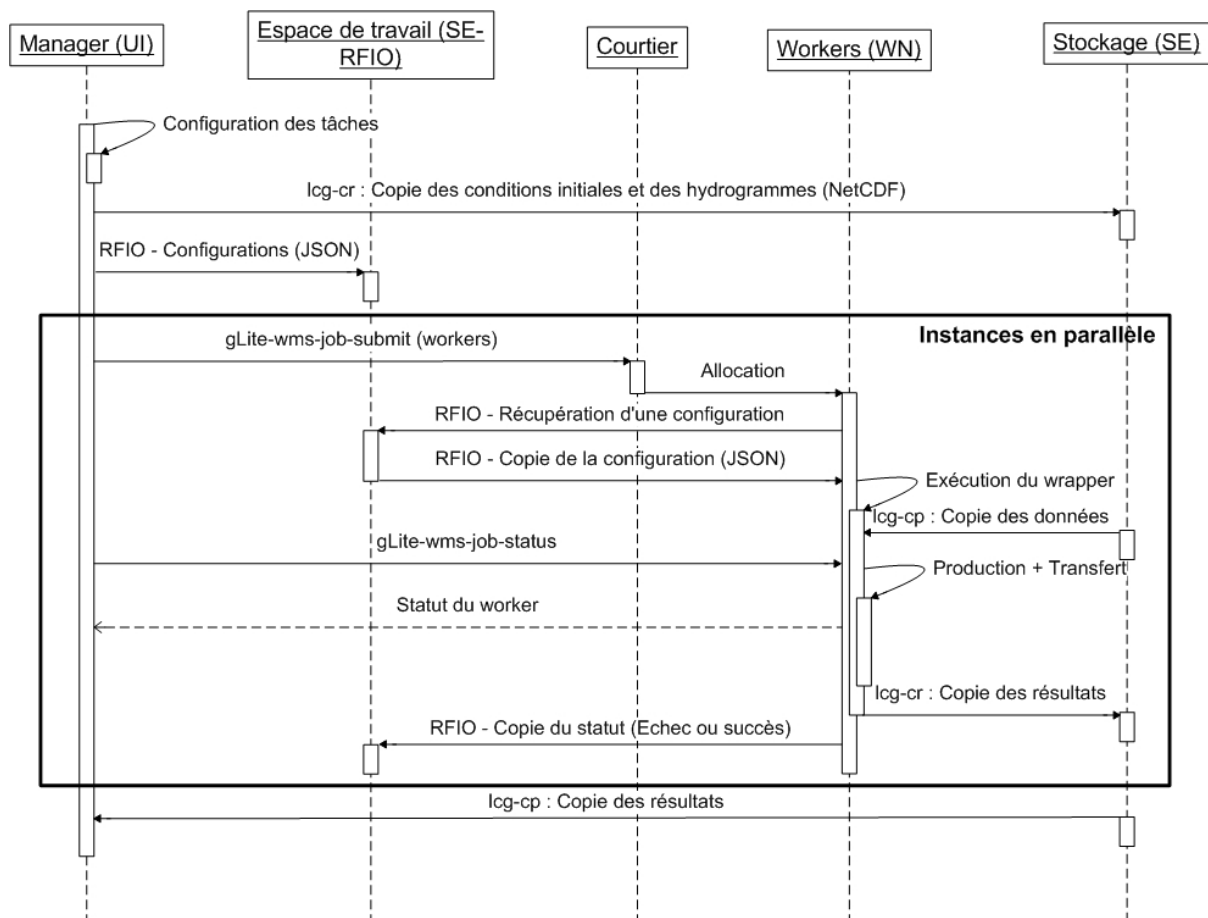 Manager (UI)
Espace de travail (SE-
RFIO)
Courtier
Workers (WN)
Stockage (SE)
Configuration des tâches
lcg-cr : Copie des conditions initiales et des hydrogrammes (NetCDF)
RFIO - Configurations (JSON)
Instances en parallèle
gLite-wms-job-submit (workers)
Allocation
RFIO - Récupération d'une configuration
RFIO - Copie de la configuration (JSON)
Exécution du wrapper
lcg-cp : Copie des données
gLite-wms-job-status
Production + Transfert
Statut du worker
lcg-cr : Copie des résultats
RFIO - Copie du statut (Echec ou succès)
lcg-cp : Copie des résultats